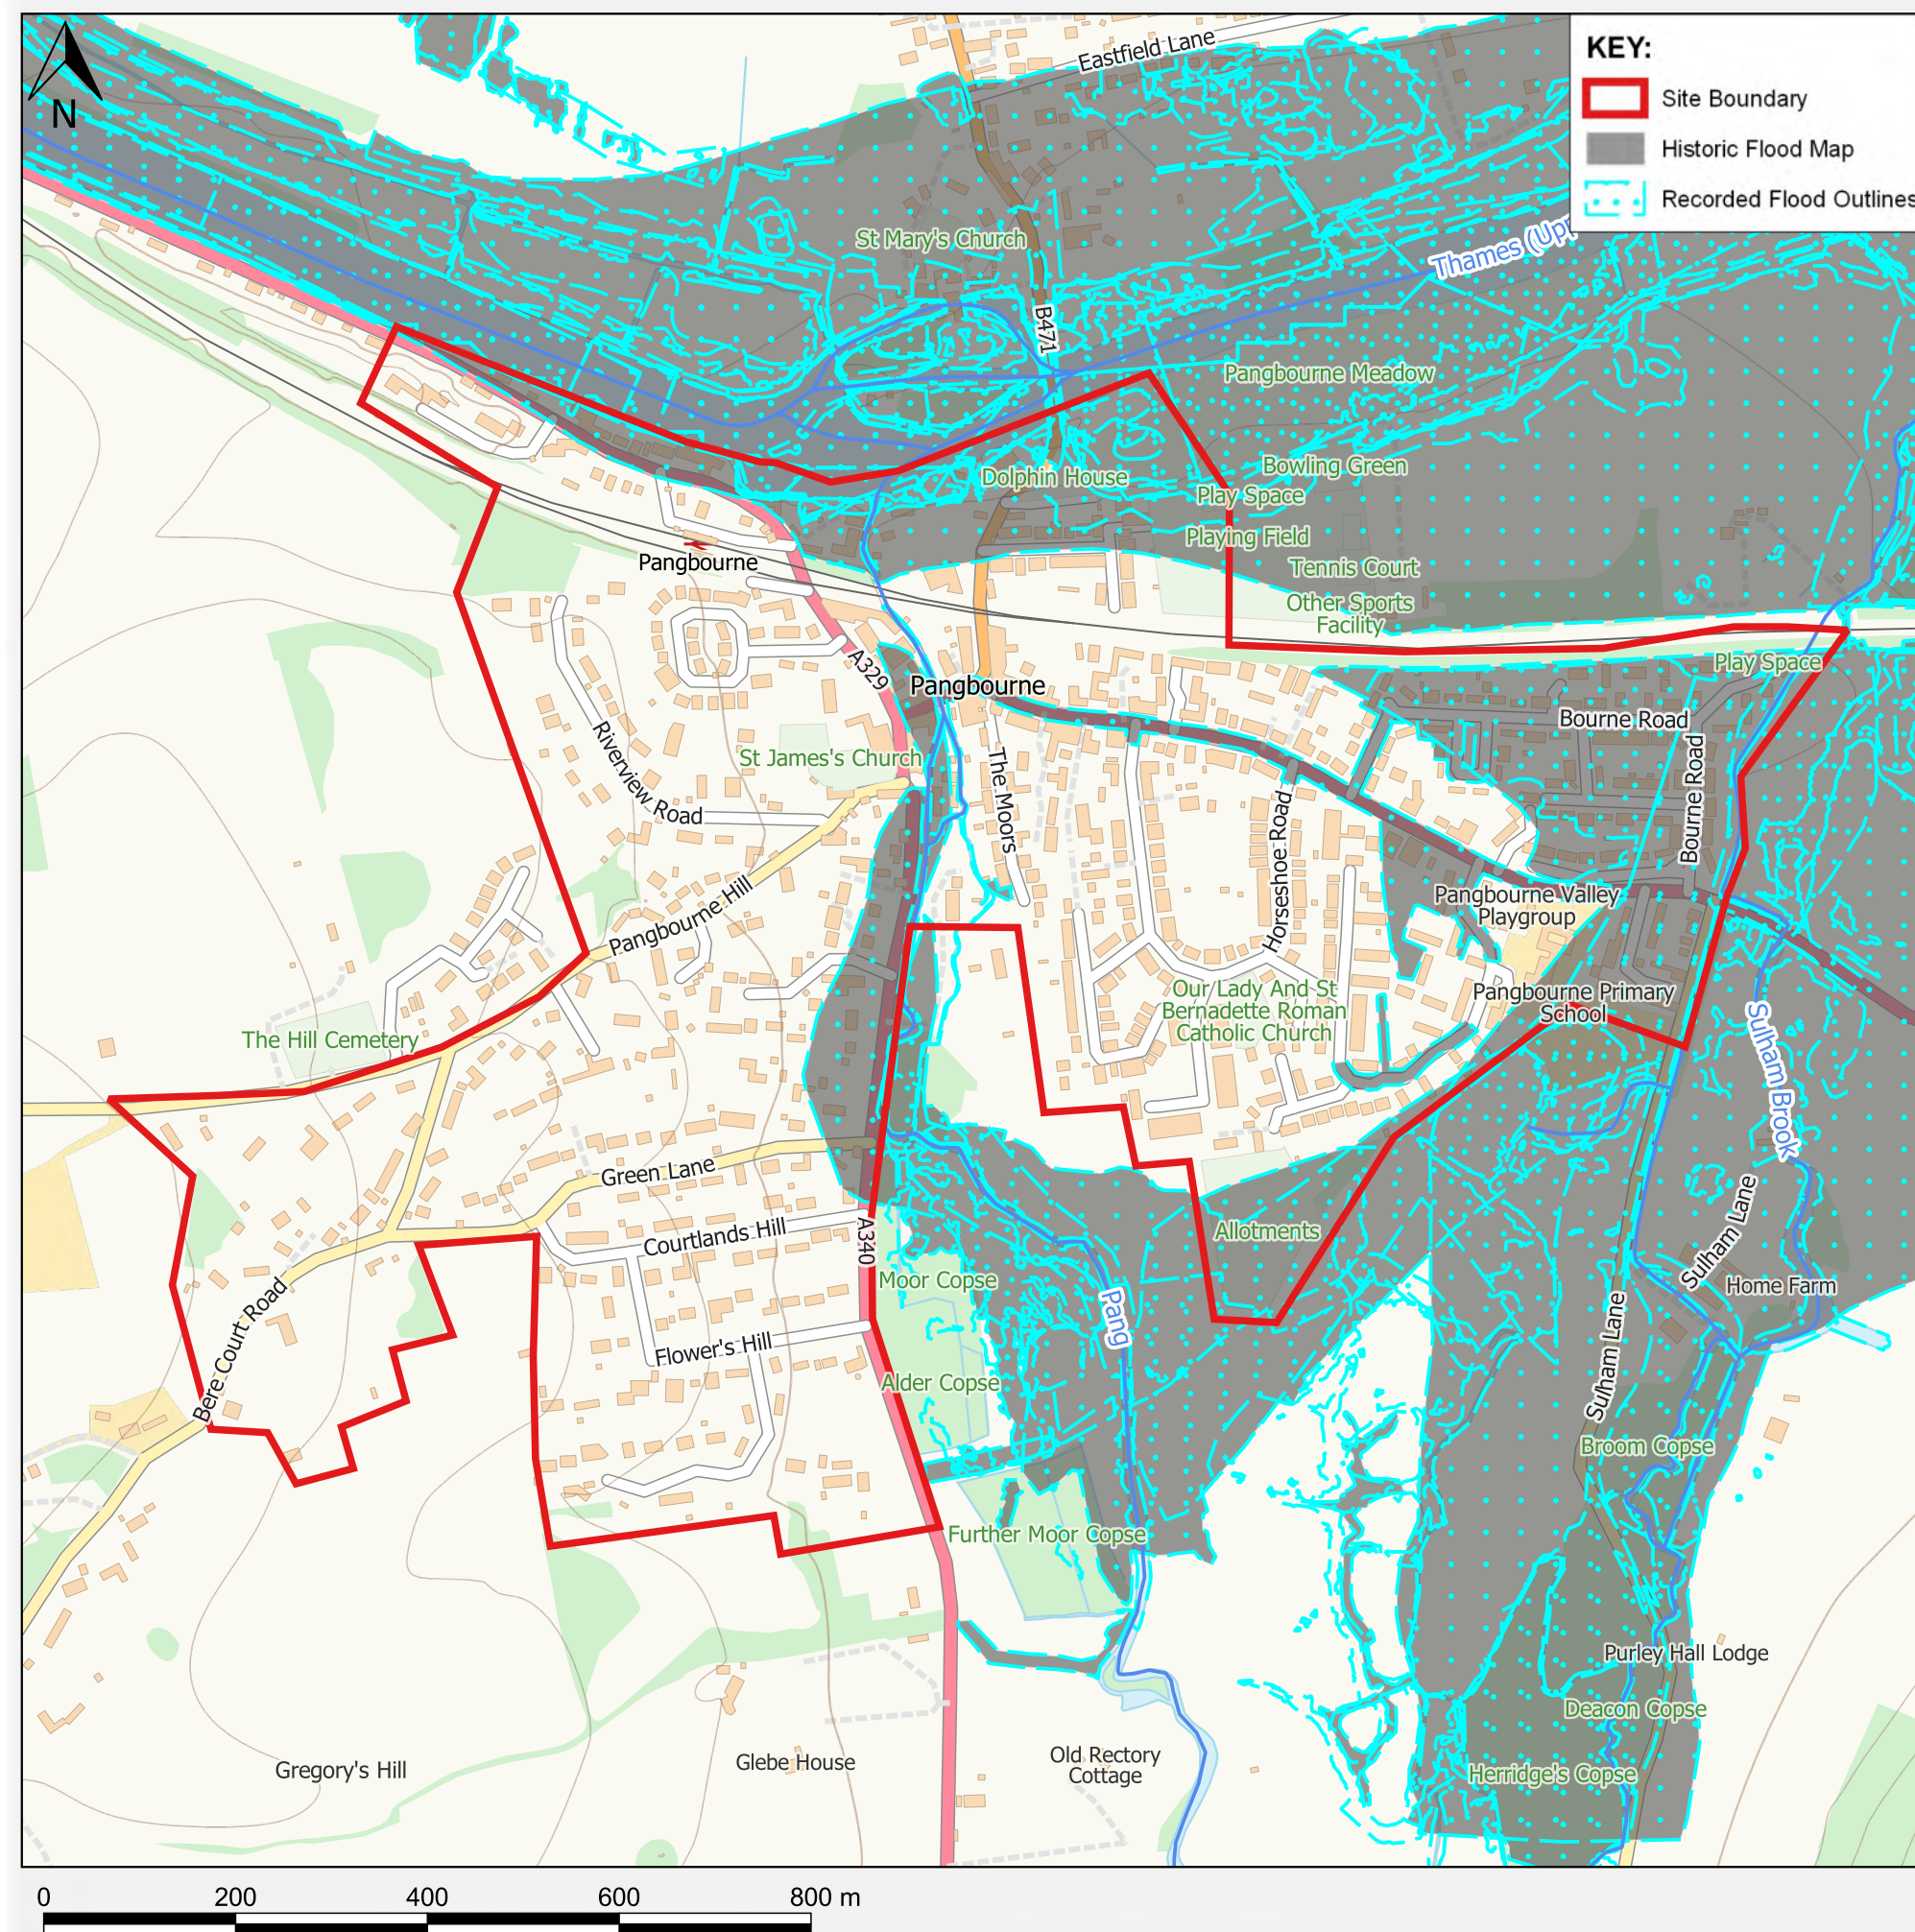 KEY:
Site Boundary
Historic Flood Map
Recorded Flood Outlines
N
Eastfield Lane
St Mary's Church
Thames (Upp
B471
Pangbourne Meadow
Bowling Green
Dolphin House
Play Space
Playing Field
Pangbourne
Tennis Court
Other Sports
Facility
A329
Pangbourne
Play Space
Bourne Road
Riverview Road
St James's Church
The Moors
Bourne Road
Horseshoe Road
Pangbourne Hill
Pangbourne Valley
Playgroup
Our Lady And St
Bernadette Roman
Catholic Church
Pangbourne Primary
School
The Hill Cemetery
Sulham Brook
Green Lane
Courtlands Hill
A340
Allotments
Sulham Lane
Moor Copse
Home Farm
Bere Court Road
Flower's Hill
Pang
Sulham Lane
Alder Copse
Broom Copse
Further Moor Copse
Purley Hall Lodge
Deacon Copse
Gregory's Hill
Glebe House
Old Rectory
Cottage
Herridge's Copse
0 200 400 600 800 m